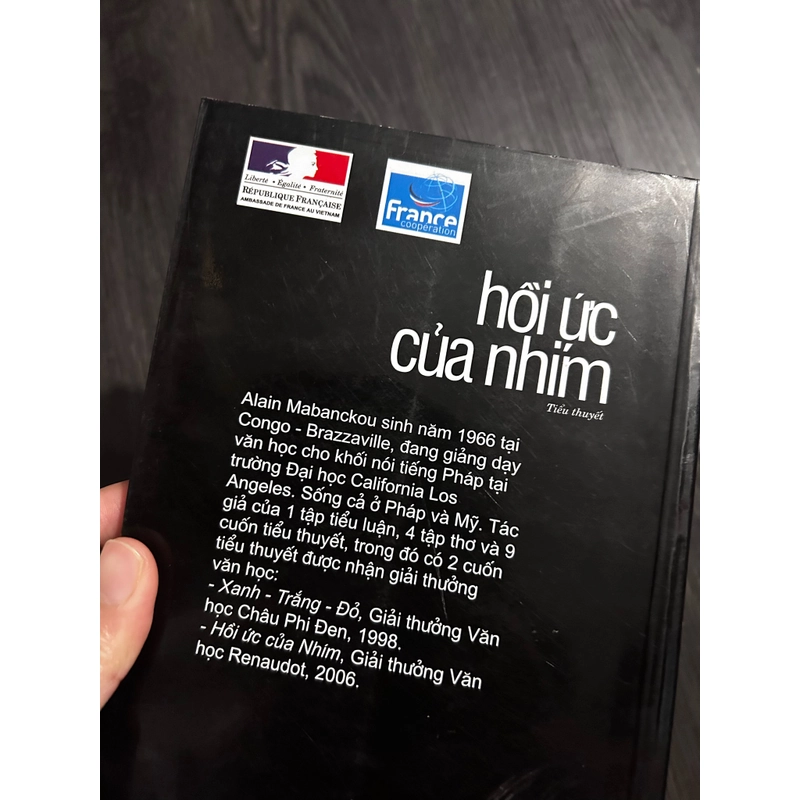 Liberté • Égalité • Fraternité
RÉPUBLIQUE FRANÇAISE
AMBASSADE DE FRANCE AU VIETNAM
France
coopération
hồi ức
của nhím
Tiểu thuyết
Alain Mabanckou sinh năm 1966 tại
Congo - Brazzaville, đang giảng dạy
văn học cho khối nói tiếng Pháp tại
trường Đại học California Los
Angeles. Sống cả ở Pháp và Mỹ. Tác
giả của 1 tập tiểu luận, 4 tập thơ và 9
cuốn tiểu thuyết, trong đó có 2 cuốn
tiểu thuyết được nhận giải thưởng
văn học:
- Xanh - Trắng - Đỏ, Giải thưởng Văn
học Châu Phi Đen, 1998.
- Hồi ức của Nhím, Giải thưởng Văn
học Renaudot, 2006.